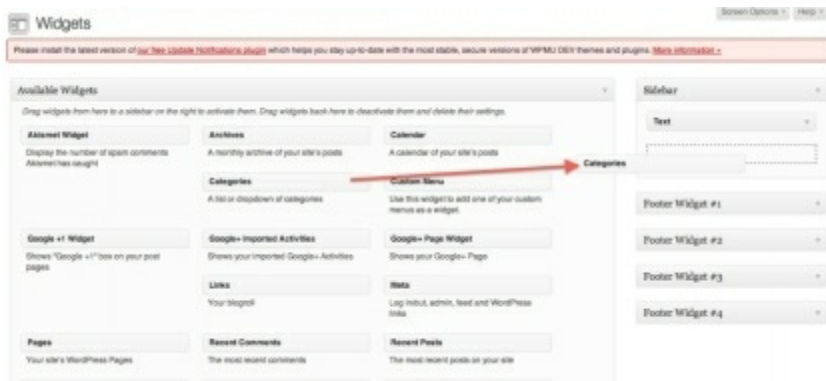 Screen Options
Help
Widgets
Please install the latest version of our free Update Notifications plugin which helps you stay up-to-date with the most stable, secure versions of WPMU DEV themes and plugins. More information »
Available Widgets
Drag widgets from here to a sidebar on the right to activate them. Drag widgets back here to deactivate them and delete their settings.
Akismet Widget
Display the number of spam comments
Akismet has caught
Archives
A monthly archive of your site's posts
Calendar
A calendar of your site's posts
Categories
A list or dropdown of categories
Custom Menu
Use this widget to add one of your custom
menus as a widget.
Google +1 Widget
Shows "Google +1" box on your post
pages
Google+ Imported Activities
Shows your imported Google+ Activities
Google+ Page Widget
Shows your Google+ Page
Links
Your blogroll
Meta
Log in/out, admin, feed and WordPress
links
Pages
Your site's WordPress Pages
Recent Comments
The most recent comments
Recent Posts
The most recent posts on your site
Sidebar
Text
Categories
Footer Widget #1
Footer Widget #2
Footer Widget #3
Footer Widget #4